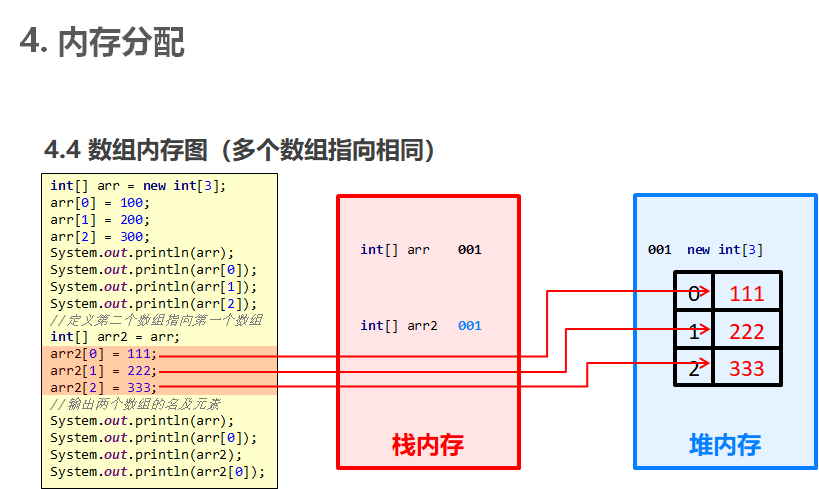 4. 内存分配
4.4 数组内存图（多个数组指向相同）
int[] arr = new int[3];
arr[0] = 100;
arr[1] = 200;
arr[2] = 300;
System.out.println(arr);
System.out.println(arr[0]);
System.out.println(arr[1]);
System.out.println(arr[2]);
//定义第二个数组指向第一个数组
int[] arr2 = arr;
arr2[0] = 111;
arr2[1] = 222;
arr2[2] = 333;
//输出两个数组的名及元素
System.out.println(arr);
System.out.println(arr[0]);
System.out.println(arr2);
System.out.println(arr2[0]);
int[] arr 001
int[] arr2 001
栈内存
001 new int[3]
0 111
1 222
2 333
堆内存